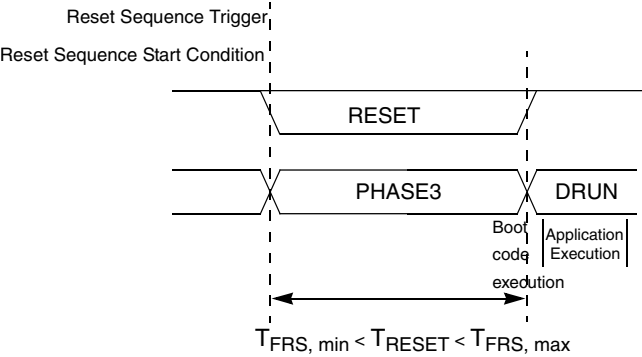 Reset Sequence Trigger
Reset Sequence Start Condition
RESET
PHASE3
DRUN
Boot
code
execution
Application
Execution
TFRS, min < TRESET < TFRS, max